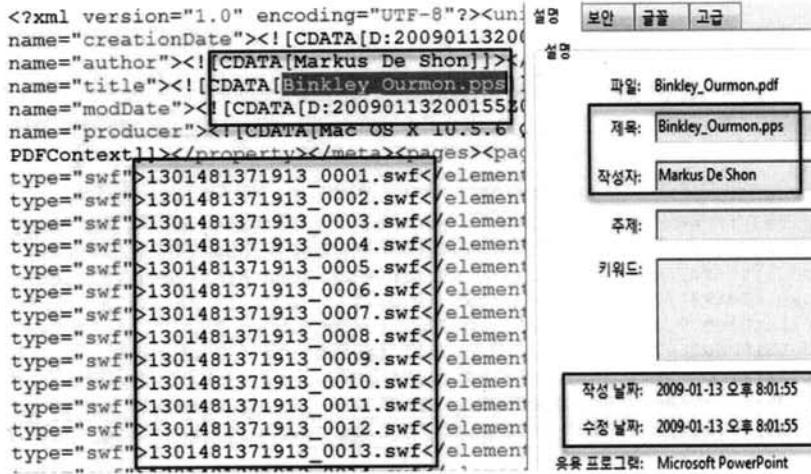 <?xml version="1.0" encoding="UTF-8"?><uni
name="creationDate"><![CDATA[D:20090113200
name="author"><![CDATA[Markus De Shon]]></
name="title"><![CDATA[Binkley_Ourmon.pps
name="modDate"><![CDATA[D:20090113200155Z0
name="producer"><![CDATA[Mac OS X 10.5.6 Q
PDFContext]]></property></meta><pages><pag
type="swf">1301481371913_0001.swf</element
type="swf">1301481371913_0002.swf</element
type="swf">1301481371913_0003.swf</element
type="swf">1301481371913_0004.swf</element
type="swf">1301481371913_0005.swf</element
type="swf">1301481371913_0006.swf</element
type="swf">1301481371913_0007.swf</element
type="swf">1301481371913_0008.swf</element
type="swf">1301481371913_0009.swf</element
type="swf">1301481371913_0010.swf</element
type="swf">1301481371913_0011.swf</element
type="swf">1301481371913_0012.swf</element
type="swf">1301481371913_0013.swf</element
설명 보안 글꼴 고급
설명
파일: Binkley_Ourmon.pdf
제목: Binkley_Ourmon.pps
작성자: Markus De Shon
주제:
키워드:
작성 날짜: 2009-01-13 오후 8:01:55
수정 날짜: 2009-01-13 오후 8:01:55
응용 프로그램: Microsoft PowerPoint